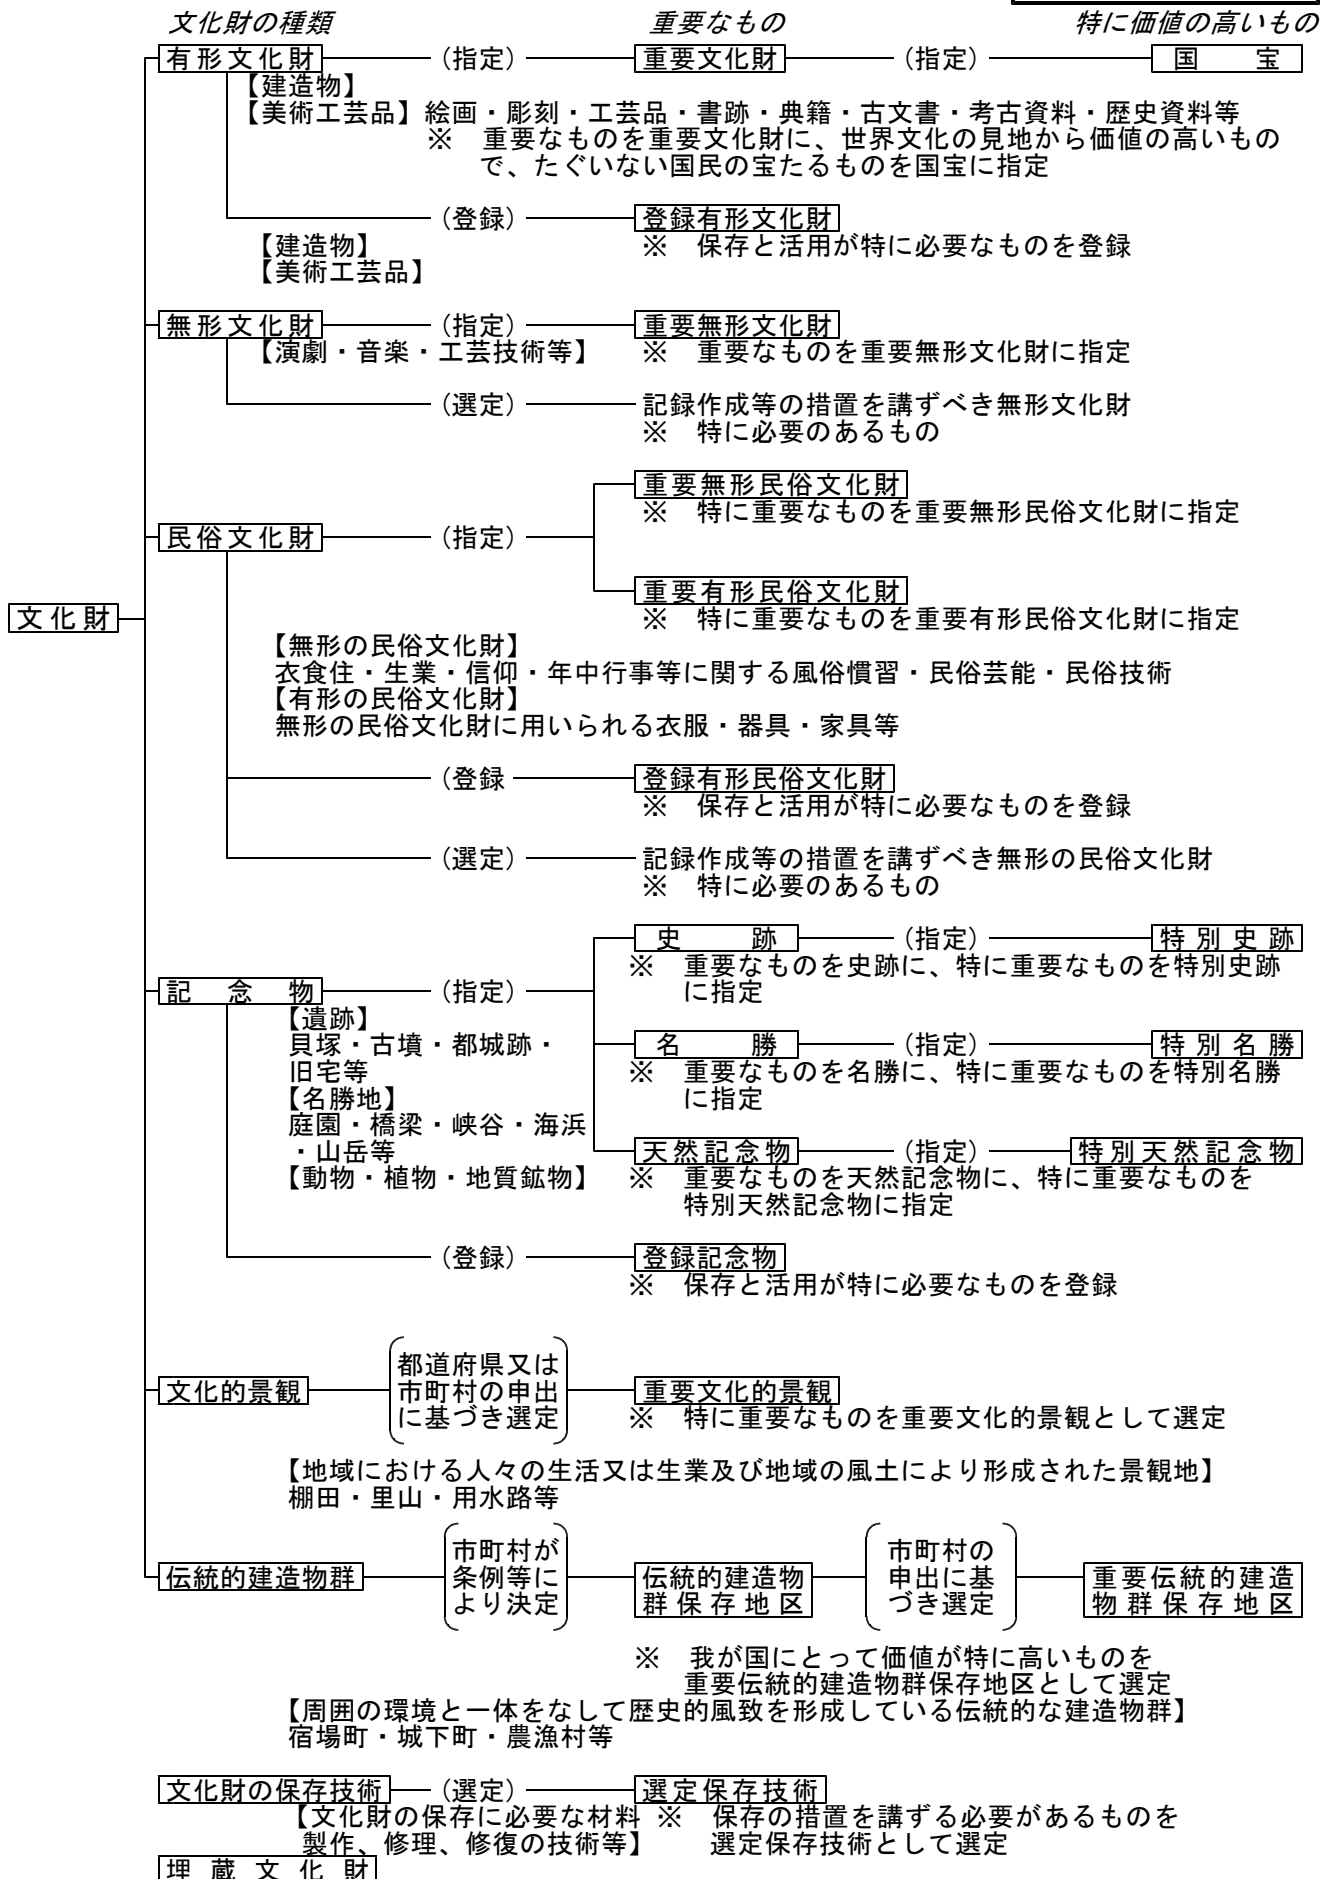 文化財の種類 重要なもの 特に価値の高いもの
有形文化財 (指定) 重要文化財 (指定) 国 宝
【建造物】
【美術工芸品】絵画・彫刻・工芸品・書跡・典籍・古文書・考古資料・歴史資料等
※ 重要なものを重要文化財に、世界文化の見地から価値の高いもの
で、たぐいない国民の宝たるものを国宝に指定
(登録) 登録有形文化財
【建造物】 ※ 保存と活用が特に必要なものを登録
【美術工芸品】
無形文化財 (指定) 重要無形文化財
【演劇・音楽・工芸技術等】 ※ 重要なものを重要無形文化財に指定
(選定) 記録作成等の措置を講ずべき無形文化財
※ 特に必要のあるもの
重要無形民俗文化財
※ 特に重要なものを重要無形民俗文化財に指定
民俗文化財 (指定)
重要有形民俗文化財
文化財 ※ 特に重要なものを重要有形民俗文化財に指定
【無形の民俗文化財】
衣食住・生業・信仰・年中行事等に関する風俗慣習・民俗芸能・民俗技術
【有形の民俗文化財】
無形の民俗文化財に用いられる衣服・器具・家具等
(登録 登録有形民俗文化財
※ 保存と活用が特に必要なものを登録
(選定) 記録作成等の措置を講ずべき無形の民俗文化財
※ 特に必要のあるもの
史 跡 (指定) 特別史跡
※ 重要なものを史跡に、特に重要なものを特別史跡
に指定
記 念 物 (指定)
【遺跡】
貝塚・古墳・都城跡・
旧宅等
【名勝地】
庭園・橋梁・峡谷・海浜
・山岳等
【動物・植物・地質鉱物】
名 勝 (指定) 特別名勝
※ 重要なものを名勝に、特に重要なものを特別名勝
に指定
天然記念物 (指定) 特別天然記念物
※ 重要なものを天然記念物に、特に重要なものを
特別天然記念物に指定
(登録) 登録記念物
※ 保存と活用が特に必要なものを登録
文化的景観
都道府県又は
市町村の申出
に基づき選定
重要文化的景観
※ 特に重要なものを重要文化的景観として選定
【地域における人々の生活又は生業及び地域の風土により形成された景観地】
棚田・里山・用水路等
伝統的建造物群
市町村が
条例等に
より決定
伝統的建造物
群保存地区
市町村の
申出に基
づき選定
重要伝統的建造
物群保存地区
※ 我が国にとって価値が特に高いものを
重要伝統的建造物群保存地区として選定
【周囲の環境と一体をなして歴史的風致を形成している伝統的な建造物群】
宿場町・城下町・農漁村等
文化財の保存技術 (選定) 選定保存技術
【文化財の保存に必要な材料 ※ 保存の措置を講ずる必要があるものを
製作、修理、修復の技術等】 選定保存技術として選定
埋蔵文化財